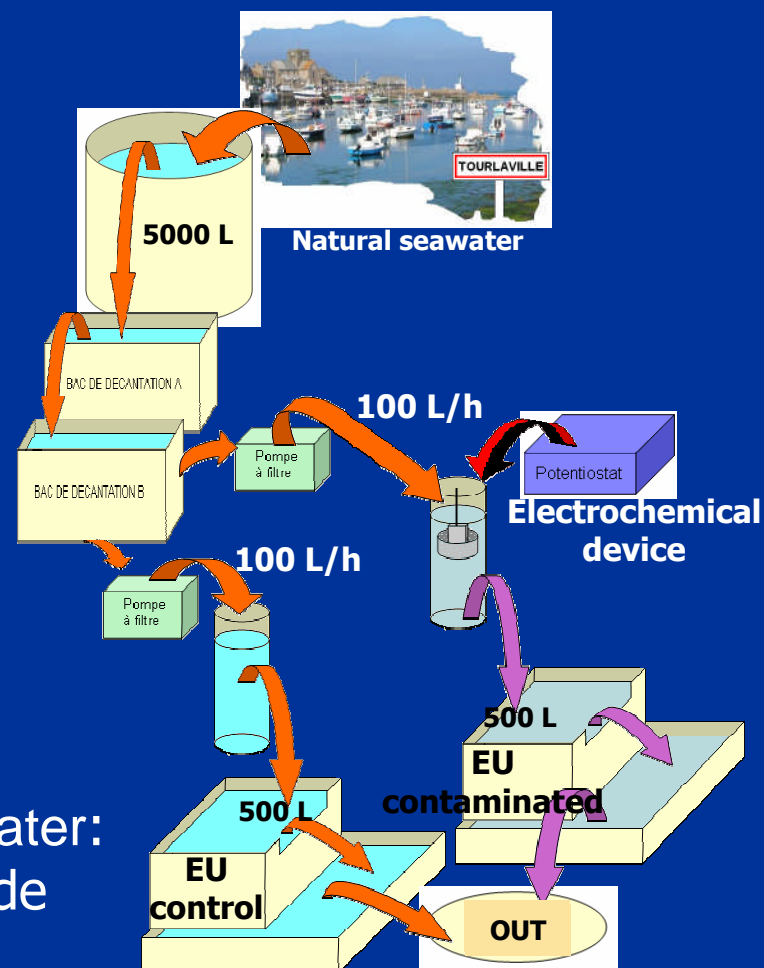 TOURLAVILLE
5000 L
Natural seawater
BAC DE DECANTATION A
100 L/h
Pompe
à filtre
Potentiostat
BAC DE DECANTATION B
Electrochemical
device
100 L/h
Pompe
à filtre
500 L
EU
contaminated
500 L
ater:
de
EU
control
OUT